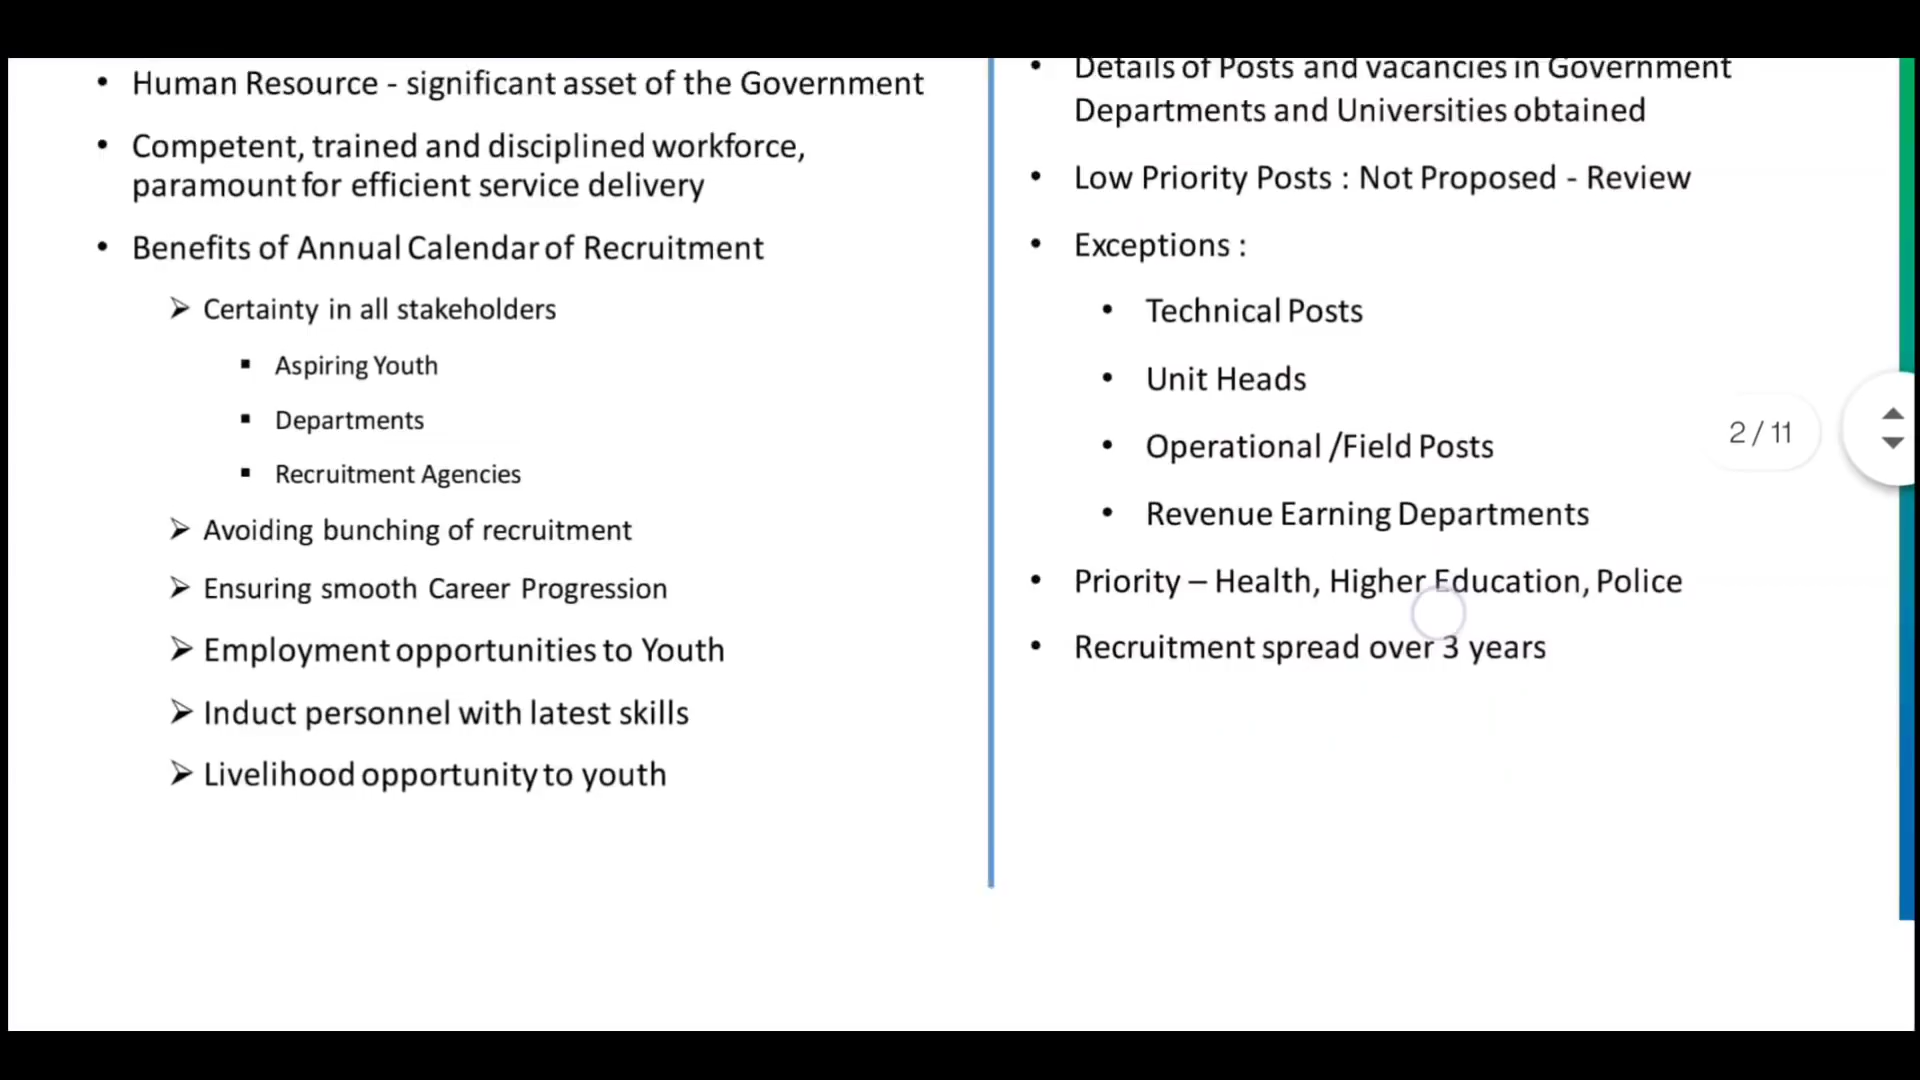 • Human Resource - significant asset of the Government
• Competent, trained and disciplined workforce,
paramount for efficient service delivery
• Benefits of Annual Calendar of Recruitment
➢ Certainty in all stakeholders
▪ Aspiring Youth
▪ Departments
▪ Recruitment Agencies
➢ Avoiding bunching of recruitment
➢ Ensuring smooth Career Progression
➢ Employment opportunities to Youth
➢ Induct personnel with latest skills
➢ Livelihood opportunity to youth
• Details of Posts and vacancies in Government
Departments and Universities obtained
• Low Priority Posts : Not Proposed - Review
• Exceptions :
• Technical Posts
• Unit Heads
• Operational /Field Posts
• Revenue Earning Departments
• Priority – Health, Higher Education, Police
• Recruitment spread over 3 years
2 / 11